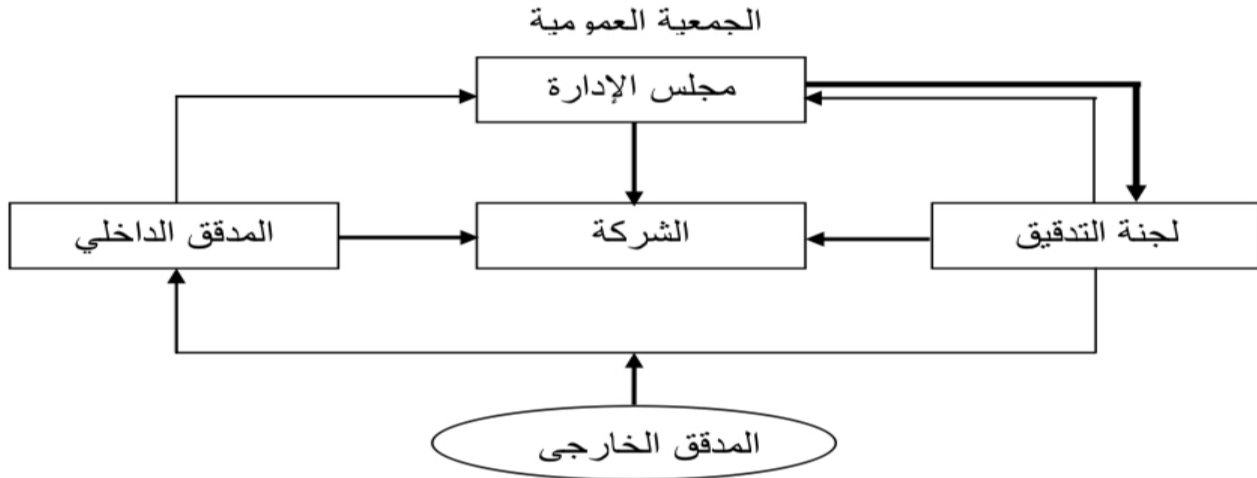 الجمعية العمومية
مجلس الإدارة
المدقق الداخلي
الشركة
لجنة التدقيق
المدقق الخارجى